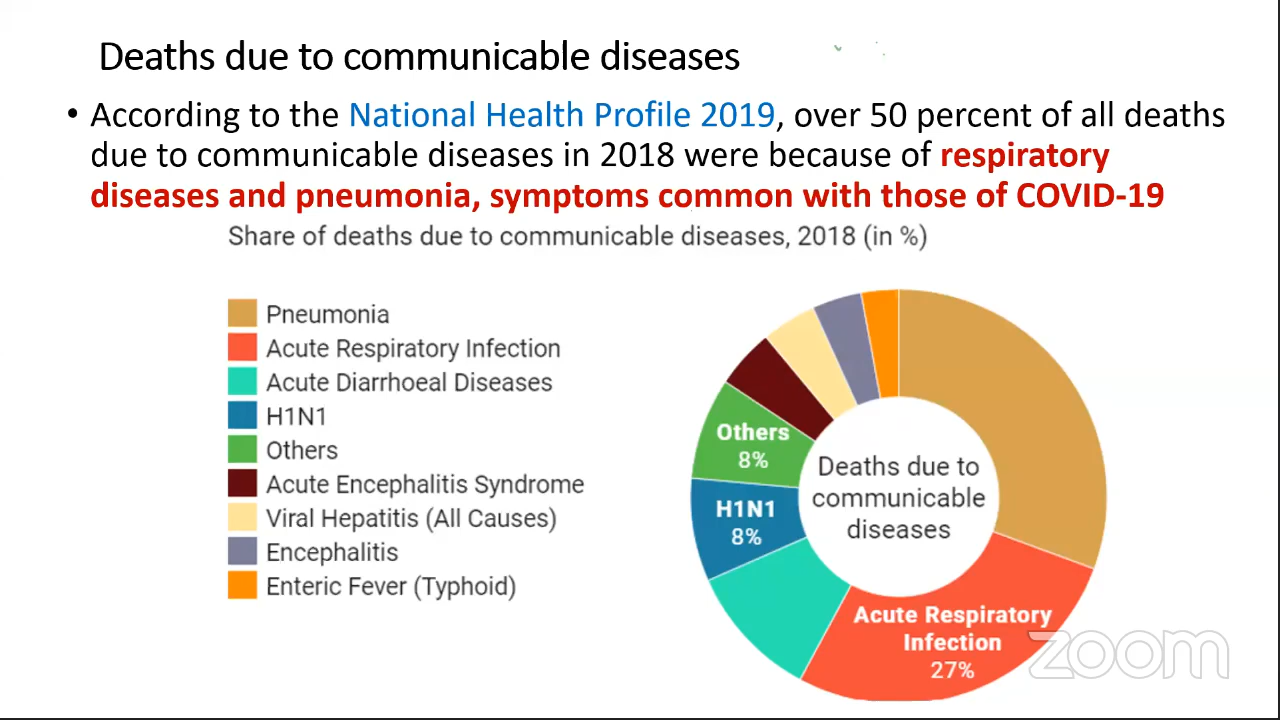 Deaths due to communicable diseases
• According to the National Health Profile 2019, over 50 percent of all deaths
due to communicable diseases in 2018 were because of respiratory
diseases and pneumonia, symptoms common with those of COVID-19
Share of deaths due to communicable diseases, 2018 (in %)
Pneumonia
Acute Respiratory Infection
Acute Diarrhoeal Diseases
H1N1
Others
Acute Encephalitis Syndrome
Viral Hepatitis (All Causes)
Encephalitis
Enteric Fever (Typhoid)
Others
8%
H1N1
8%
Deaths due to
communicable
diseases
Acute Respiratory
Infection
27%
zoom